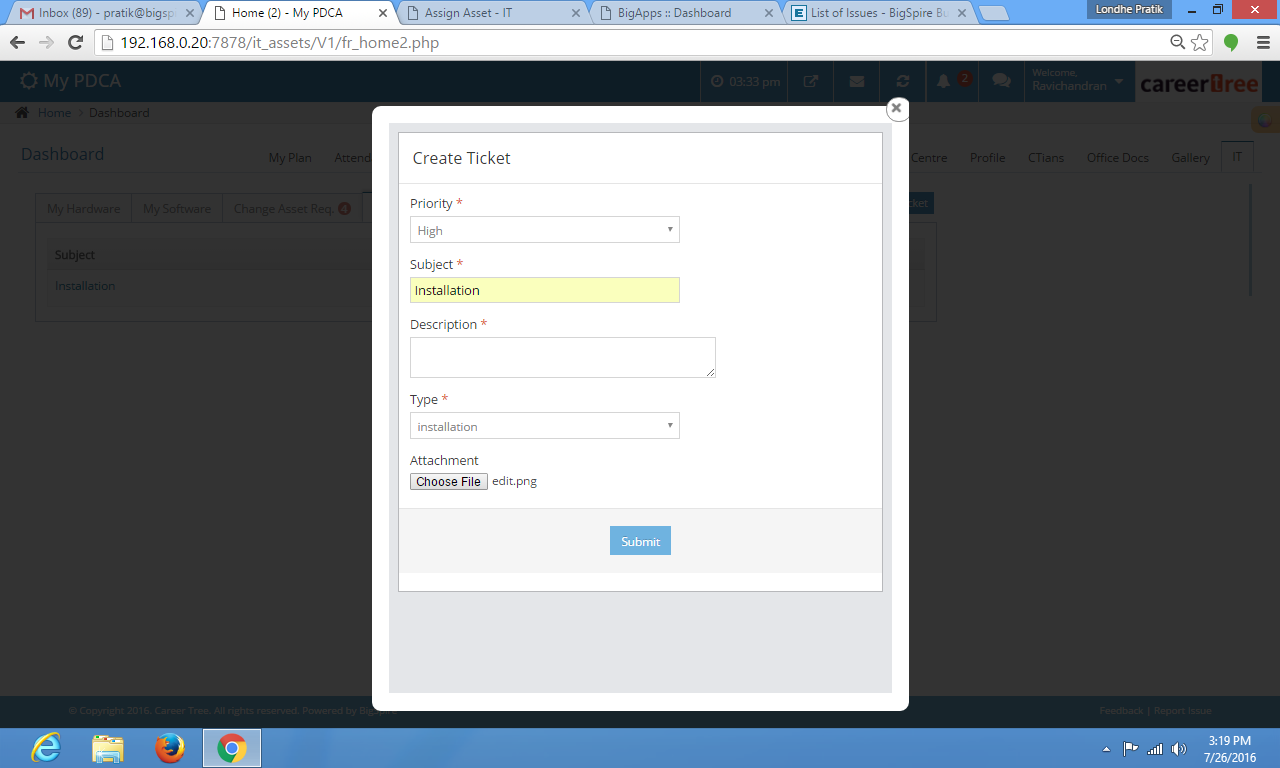 Londhe Pratik
Inbox (89) - pratik@bigsp
Home (2) - My PDCA
Assign Asset - IT
BigApps :: Dashboard
List of Issues - BigSpire Bu
192.168.0.20:7878/it_assets/V1/fr_home2.php
My PDCA
03:33 pm
2
Welcome,
Ravichandran
careertree
Home
Dashboard
Dashboard
My Plan
Attend
Centre
Profile
CTians
Office Docs
Gallery
IT
My Hardware
My Software
Change Asset Req. 4
cket
Subject
Installation
Create Ticket
Priority *
High
Subject *
Installation
Description *
Type *
installation
Attachment
Choose File edit.png
Submit
© Copyright 2016. Career Tree. All rights reserved. Powered by BigSpire
Feedback | Report Issue
3:19 PM
7/26/2016